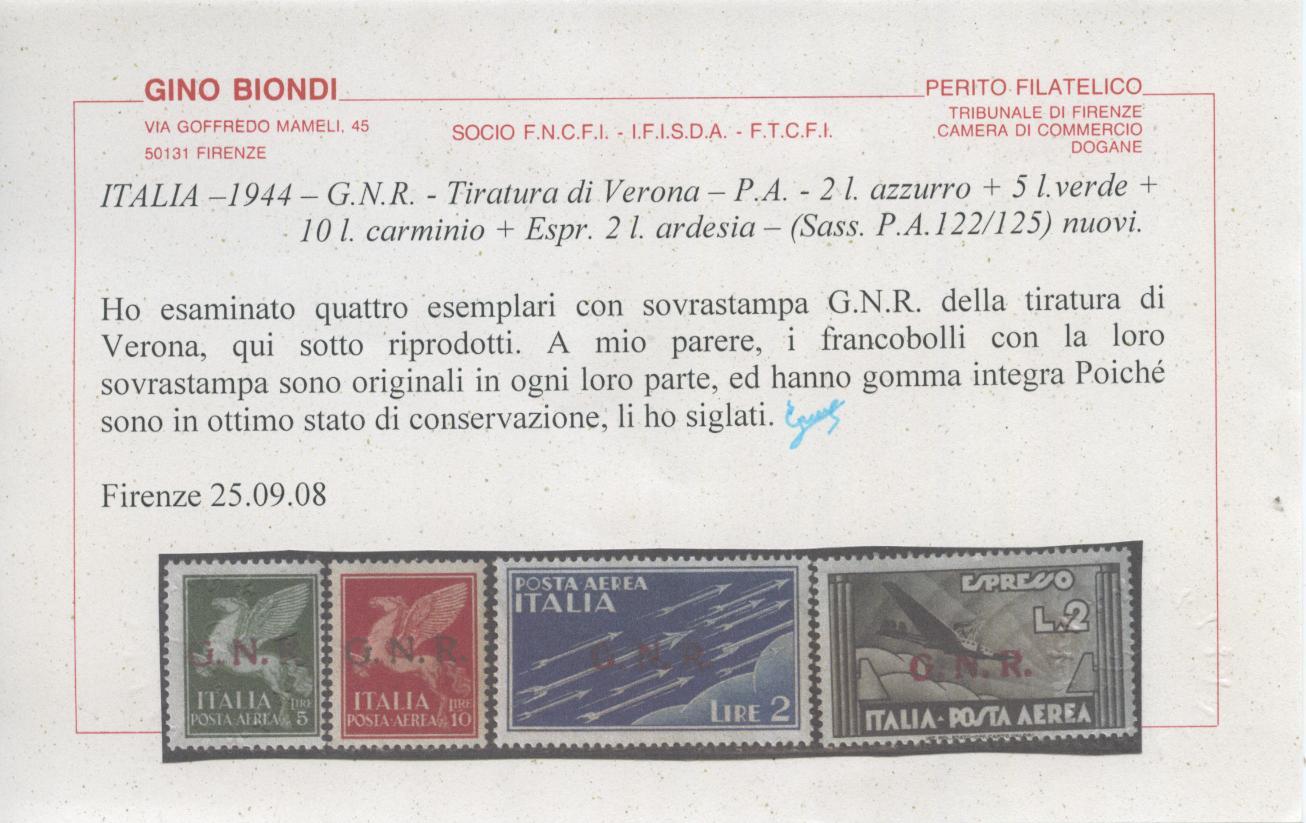 GINO BIONDI
PERITO FILATELICO
VIA GOFFREDO MAMELI, 45
50131 FIRENZE
SOCIO F.N.C.F.I. - I.F.I.S.D.A. - F.T.C.F.I.
TRIBUNALE DI FIRENZE
CAMERA DI COMMERCIO
DOGANE
ITALIA –1944 – G.N.R. - Tiratura di Verona – P.A. - 2 l. azzurro + 5 l.verde +
10 l. carminio + Espr. 2 l. ardesia – (Sass. P.A.122/125) nuovi.
Ho esaminato quattro esemplari con sovrastampa G.N.R. della tiratura di
Verona, qui sotto riprodotti. A mio parere, i francobolli con la loro
sovrastampa sono originali in ogni loro parte, ed hanno gomma integra Poiché
sono in ottimo stato di conservazione, li ho siglati.
Firenze 25.09.08
G.N.R.
ITALIA LIRE
POSTA AEREA 5
G.N.R.
ITALIA LIRE
POSTA AEREA 10
POSTA AEREA
ITALIA
G.N.R.
LIRE 2
ESPRESSO
L.2
G.N.R.
ITALIA-POSTA AEREA